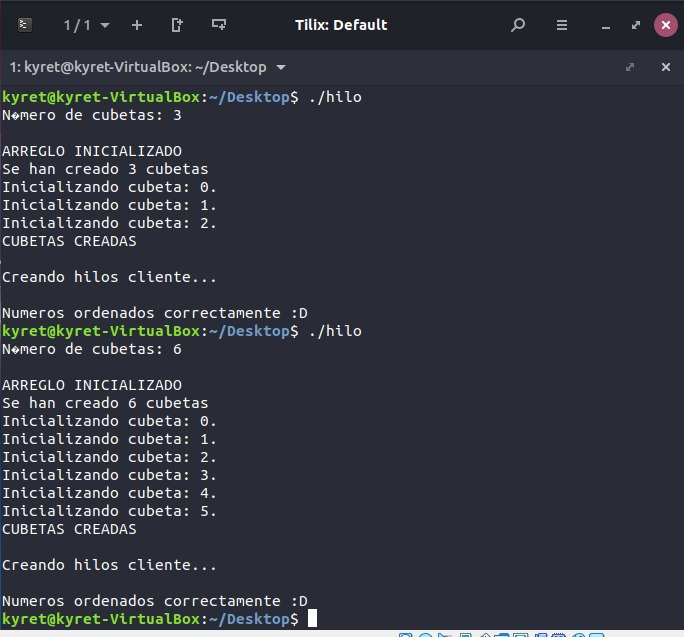 1 / 1
Tilix: Default
1: kyret@kyret-VirtualBox: ~/Desktop
kyret@kyret-VirtualBox:~/Desktop$ ./hilo
N�mero de cubetas: 3
ARREGLO INICIALIZADO
Se han creado 3 cubetas
Inicializando cubeta: 0.
Inicializando cubeta: 1.
Inicializando cubeta: 2.
CUBETAS CREADAS
Creando hilos cliente...
Numeros ordenados correctamente :D
kyret@kyret-VirtualBox:~/Desktop$ ./hilo
N�mero de cubetas: 6
ARREGLO INICIALIZADO
Se han creado 6 cubetas
Inicializando cubeta: 0.
Inicializando cubeta: 1.
Inicializando cubeta: 2.
Inicializando cubeta: 3.
Inicializando cubeta: 4.
Inicializando cubeta: 5.
CUBETAS CREADAS
Creando hilos cliente...
Numeros ordenados correctamente :D
kyret@kyret-VirtualBox:~/Desktop$